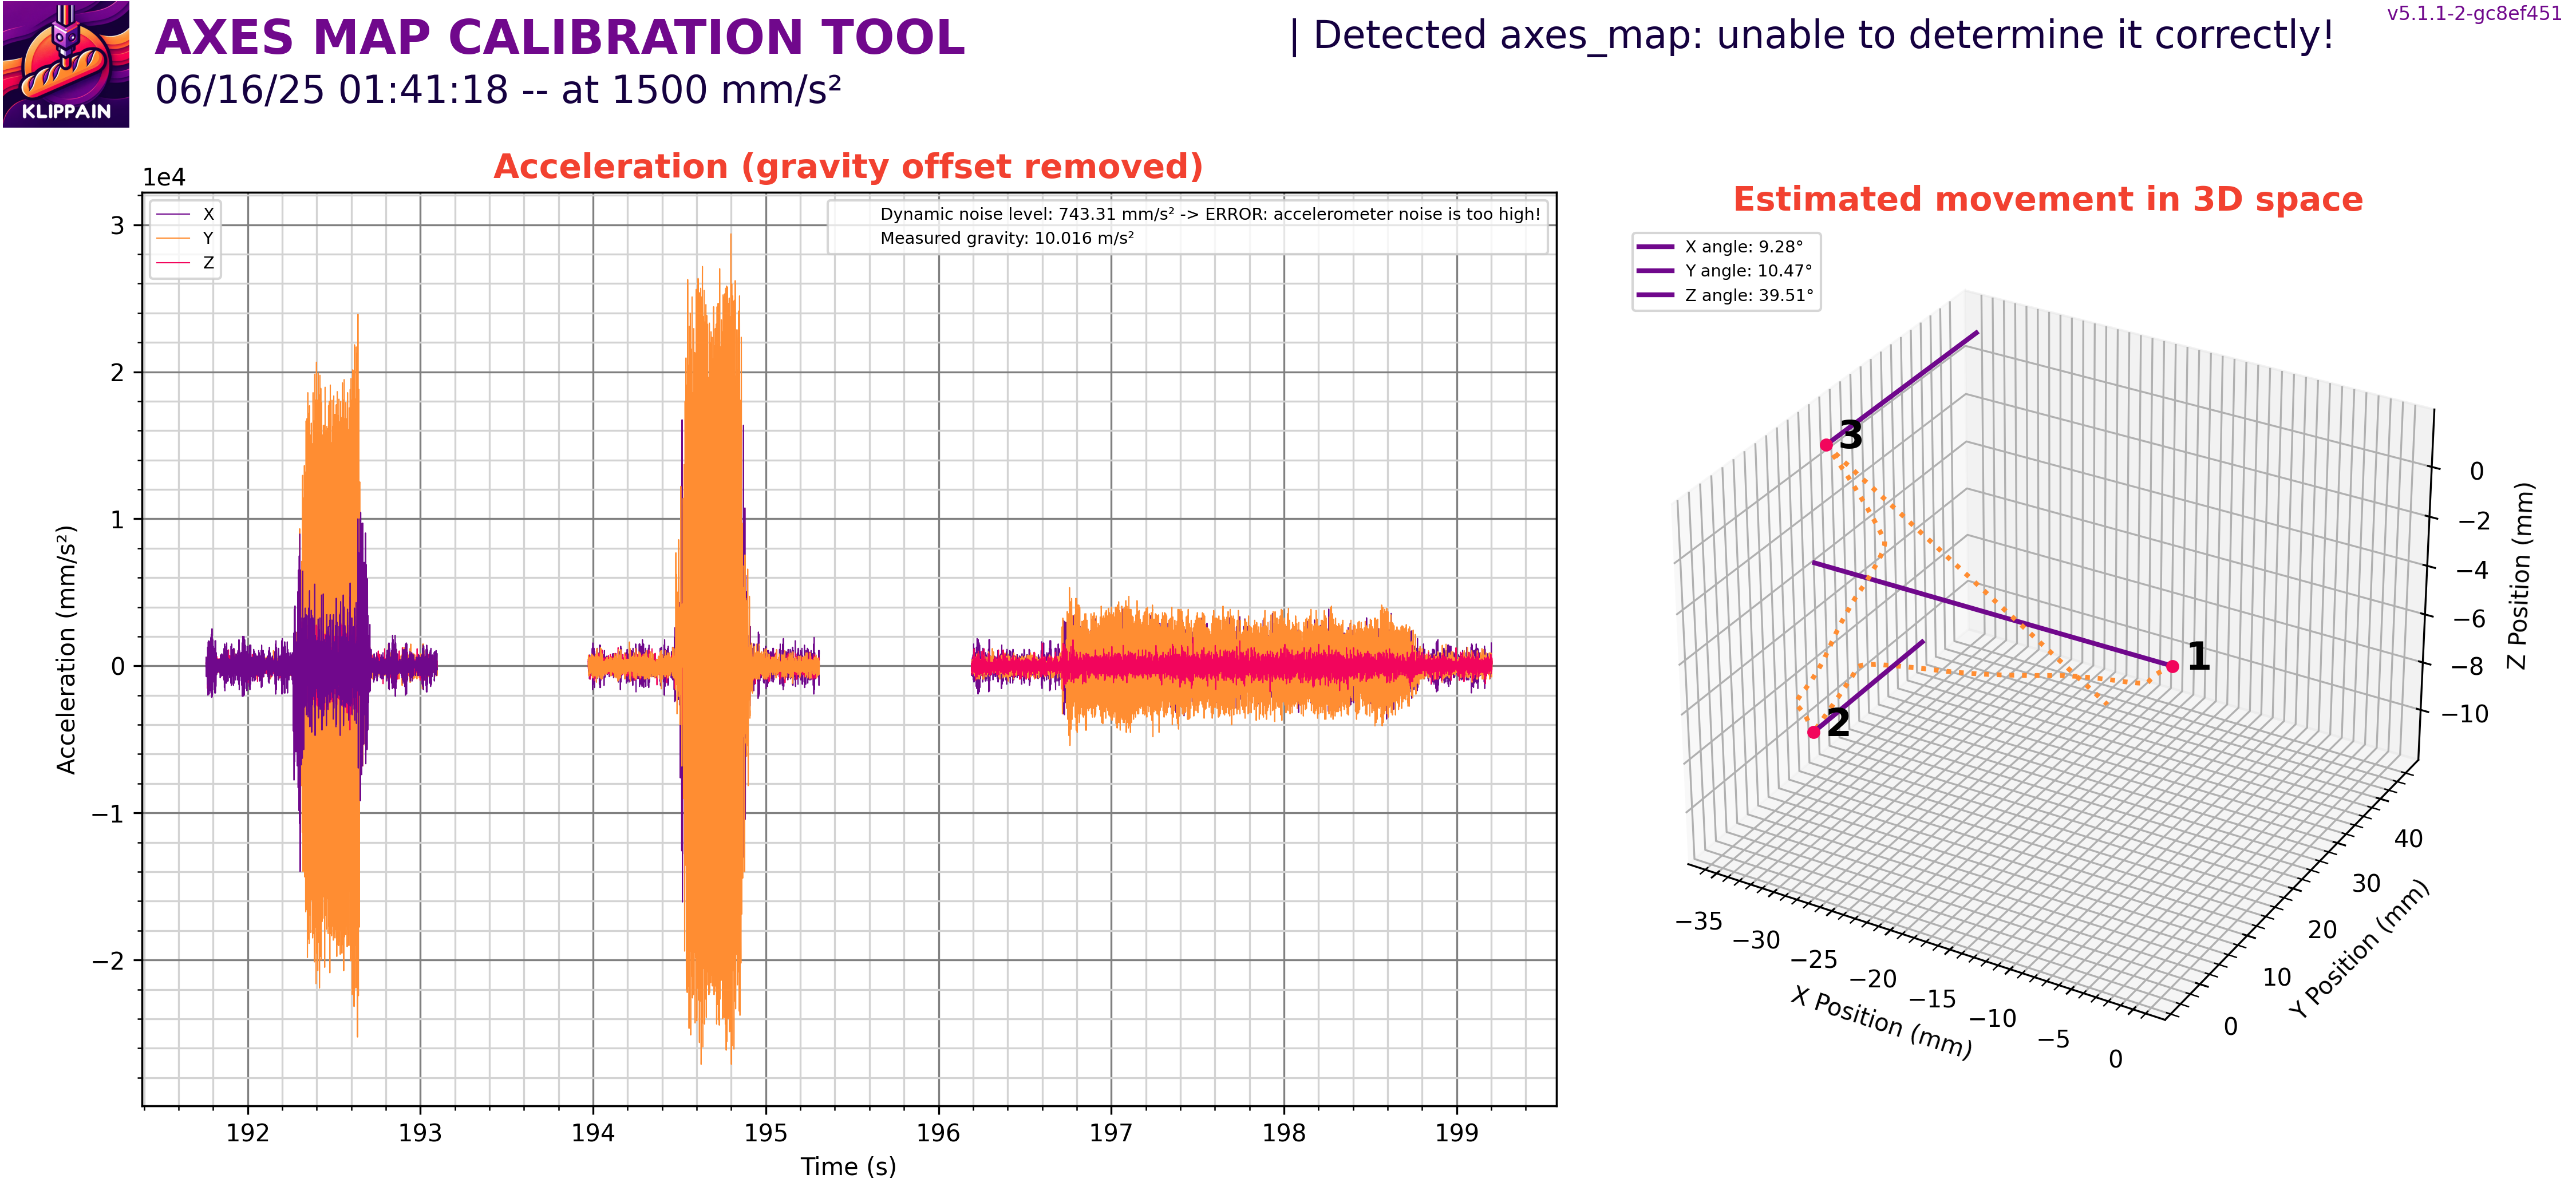 AXES MAP CALIBRATION TOOL
| Detected axes_map: unable to determine it correctly!
v5.1.1-2-gc8ef451
06/16/25 01:41:18 -- at 1500 mm/s²
KLIPPAIN
Acceleration (gravity offset removed)
1e4
X
Y
Z
Dynamic noise level: 743.31 mm/s² -> ERROR: accelerometer noise is too high!
Measured gravity: 10.016 m/s²
3
2
1
0
−1
−2
Acceleration (mm/s²)
192
193
194
195
196
197
198
199
Time (s)
Estimated movement in 3D space
X angle: 9.28°
Y angle: 10.47°
Z angle: 39.51°
3
1
2
0
−2
−4
−6
−8
−10
Z Position (mm)
40
30
20
10
0
Y Position (mm)
−35
−30
−25
−20
−15
−10
−5
0
X Position (mm)